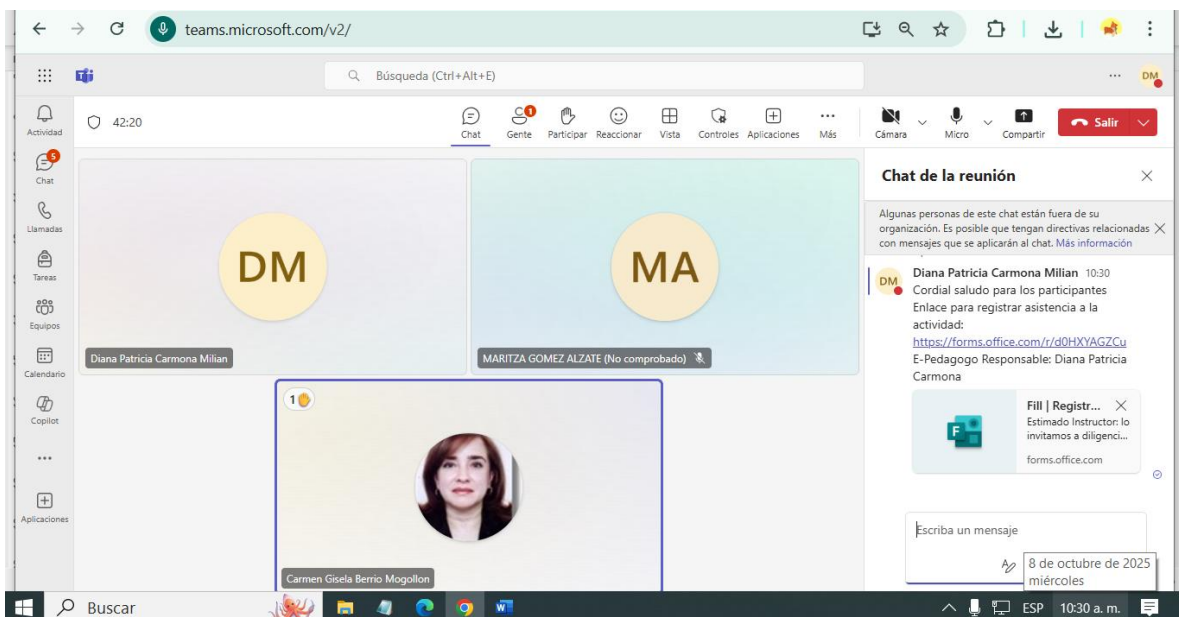 teams.microsoft.com/v2/
Búsqueda (Ctrl+Alt+E)
DM
Actividad
42:20
Chat
1
Gente
Participar
Reaccionar
Vista
Controles
Aplicaciones
Más
Cámara
Micro
Compartir
Salir
5
Chat
Llamadas
Tareas
Equipos
Calendario
Copilot
Aplicaciones
DM
Diana Patricia Carmona Milian
MA
MARITZA GOMEZ ALZATE (No comprobado)
1
Carmen Gisela Berrio Mogollon
Chat de la reunión
Algunas personas de este chat están fuera de su
organización. Es posible que tengan directivas relacionadas
con mensajes que se aplicarán al chat. Más información
DM
Diana Patricia Carmona Milian 10:30
Cordial saludo para los participantes
Enlace para registrar asistencia a la
actividad:
https://forms.office.com/r/d0HXYAGZCu
E-Pedagogo Responsable: Diana Patricia
Carmona
F
Fill | Registr...
Estimado Instructor: lo
invitamos a diligenci...
forms.office.com
Escriba un mensaje
8 de octubre de 2025
miércoles
Buscar
W
ESP
10:30 a. m.